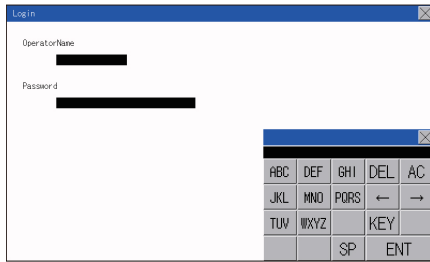 Login
OperatorName
Password
ABC DEF GHI DEL AC
JKL MNO PQRS ← →
TUV WXYZ KEY
SP ENT